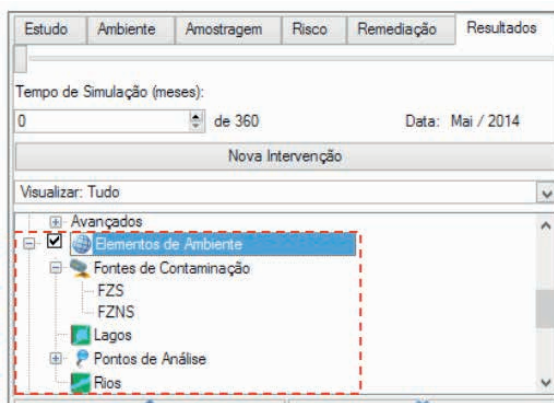 Estudo Ambiente Amostragem Risco Remediação Resultados
Tempo de Simulação (meses):
0 de 360 Data: Mai / 2014
Nova Intervenção
Visualizar: Tudo
Avançados
Elementos de Ambiente
Fontes de Contaminação
FZS
FZNS
Lagos
Pontos de Análise
Rios